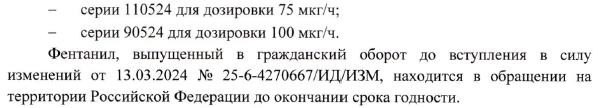 – серии 110524 для дозировки 75 мкг/ч;
– серии 90524 для дозировки 100 мкг/ч.
Фентанил, выпущенный в гражданский оборот до вступления в силу
изменений от 13.03.2024 № 25-6-4270667/ИД/ИЗМ, находится в обращении на
территории Российской Федерации до окончании срока годности.